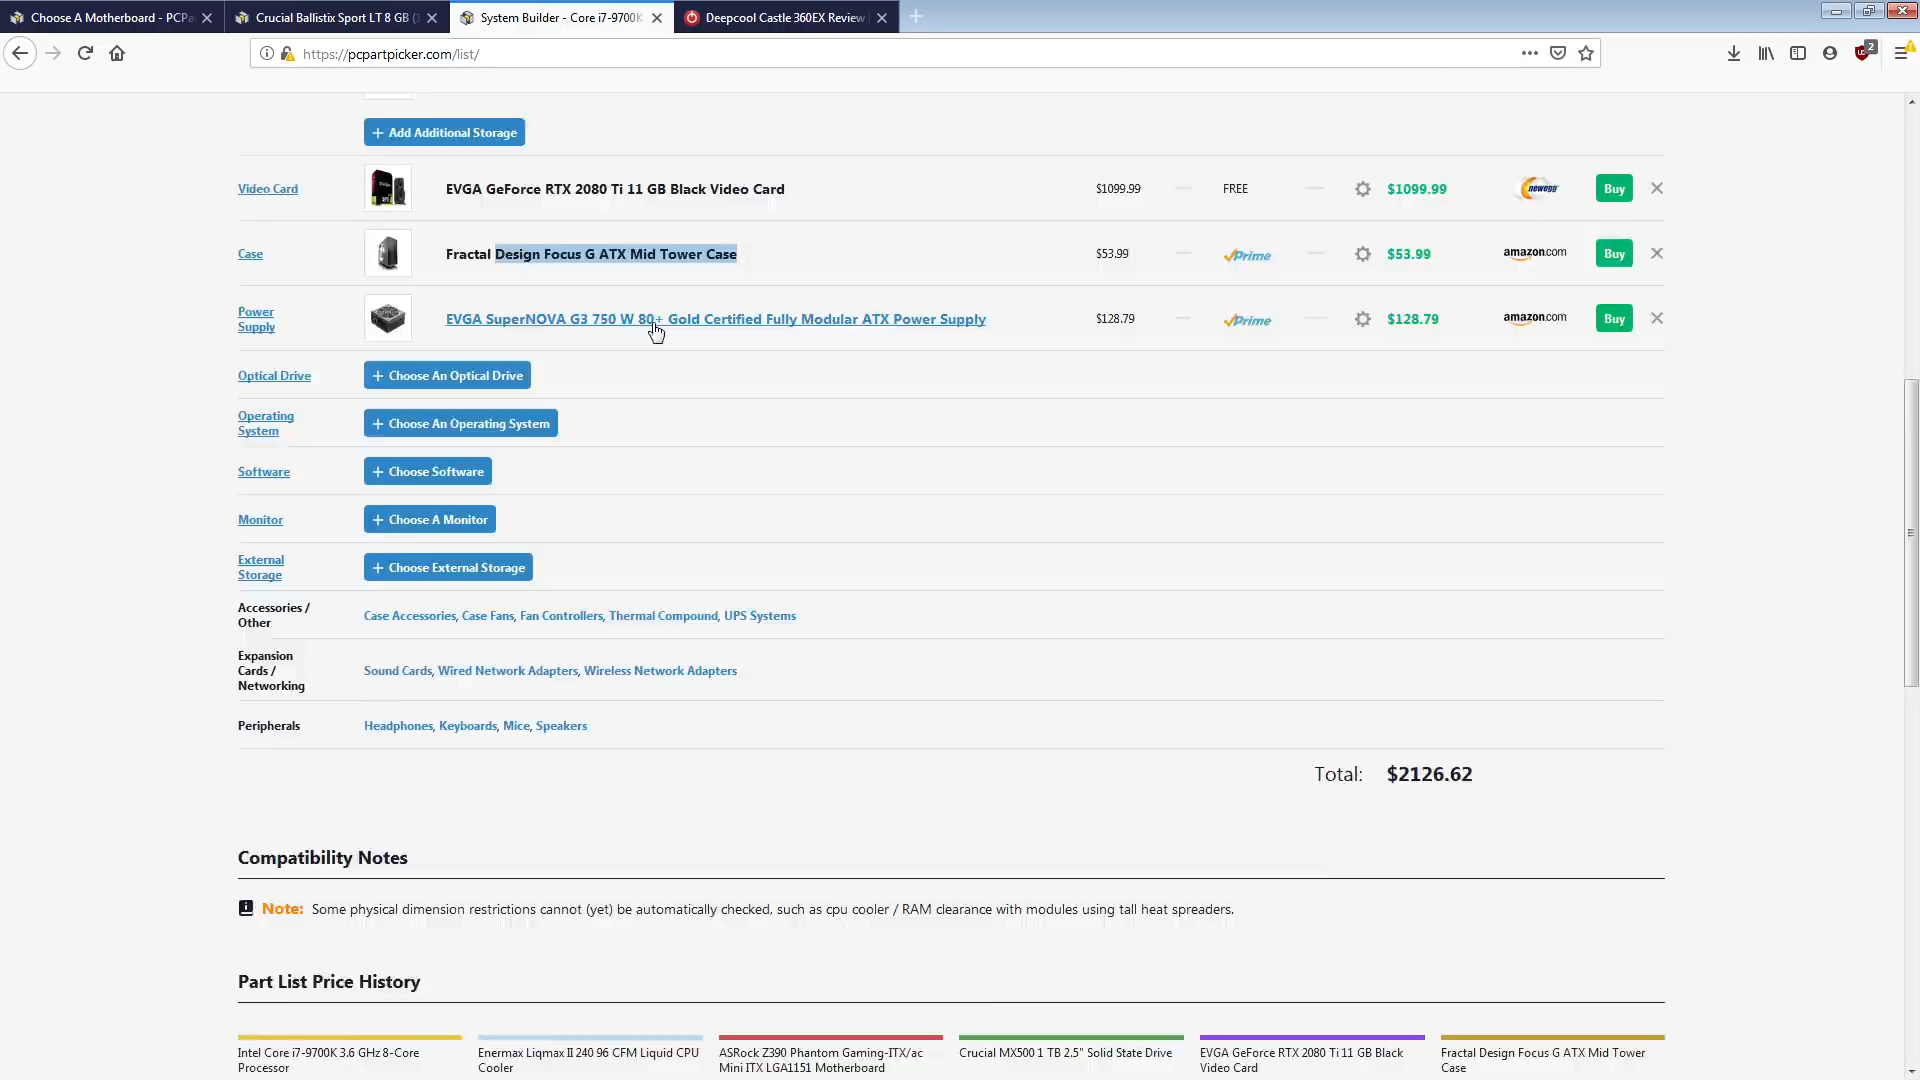 Choose A Motherboard - PCPa
Crucial Ballistix Sport LT 8 GB (
System Builder - Core i7-9700K
Deepcool Castle 360EX Review
https://pcpartpicker.com/list/
2
+ Add Additional Storage
Video Card
EVGA GeForce RTX 2080 Ti 11 GB Black Video Card
$1099.99
FREE
$1099.99
newegg
Buy
Case
Fractal Design Focus G ATX Mid Tower Case
$53.99
Prime
$53.99
amazon.com
Buy
Power
Supply
EVGA SuperNOVA G3 750 W 80+ Gold Certified Fully Modular ATX Power Supply
$128.79
Prime
$128.79
amazon.com
Buy
Optical Drive
+ Choose An Optical Drive
Operating
System
+ Choose An Operating System
Software
+ Choose Software
Monitor
+ Choose A Monitor
External
Storage
+ Choose External Storage
Accessories /
Other
Case Accessories, Case Fans, Fan Controllers, Thermal Compound, UPS Systems
Expansion
Cards /
Networking
Sound Cards, Wired Network Adapters, Wireless Network Adapters
Peripherals
Headphones, Keyboards, Mice, Speakers
Total: $2126.62
Compatibility Notes
Note: Some physical dimension restrictions cannot (yet) be automatically checked, such as cpu cooler / RAM clearance with modules using tall heat spreaders.
Part List Price History
Intel Core i7-9700K 3.6 GHz 8-Core
Processor
Enermax Liqmax II 240 96 CFM Liquid CPU
Cooler
ASRock Z390 Phantom Gaming-ITX/ac
Mini ITX LGA1151 Motherboard
Crucial MX500 1 TB 2.5" Solid State Drive
EVGA GeForce RTX 2080 Ti 11 GB Black
Video Card
Fractal Design Focus G ATX Mid Tower
Case